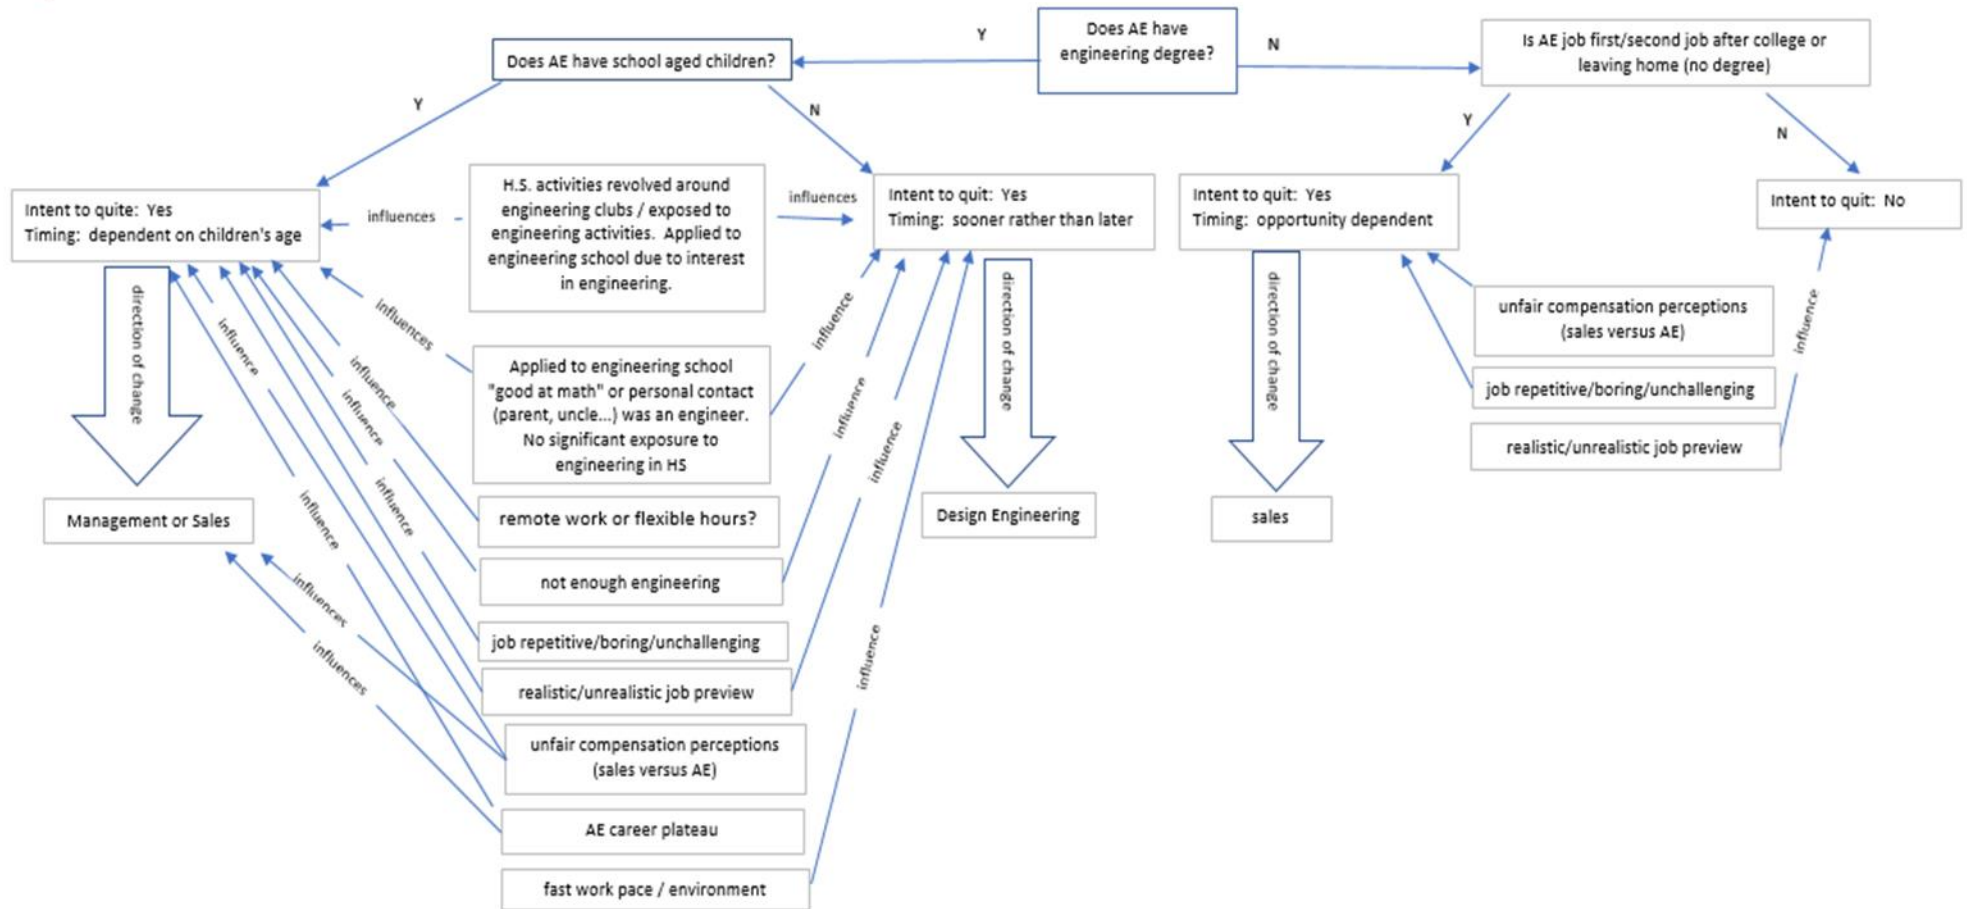 Does AE have
engineering degree?
Y
N
Does AE have school aged children?
Is AE job first/second job after college or
leaving home (no degree)
Y
N
Y
N
Intent to quite: Yes
Timing: dependent on children's age
influences
H.S. activities revolved around
engineering clubs / exposed to
engineering activities. Applied to
engineering school due to interest
in engineering.
influences
Intent to quit: Yes
Timing: sooner rather than later
Intent to quit: Yes
Timing: opportunity dependent
Intent to quit: No
direction of change
influences
Applied to engineering school
"good at math" or personal contact
(parent, uncle...) was an engineer.
No significant exposure to
engineering in HS
influence
direction of change
direction of change
unfair compensation perceptions
(sales versus AE)
job repetitive/boring/unchallenging
realistic/unrealistic job preview
influence
influence
influence
influence
influence
influence
influence
influence
influence
Management or Sales
remote work or flexible hours?
Design Engineering
sales
not enough engineering
job repetitive/boring/unchallenging
realistic/unrealistic job preview
influences
influences
unfair compensation perceptions
(sales versus AE)
AE career plateau
fast work pace / environment